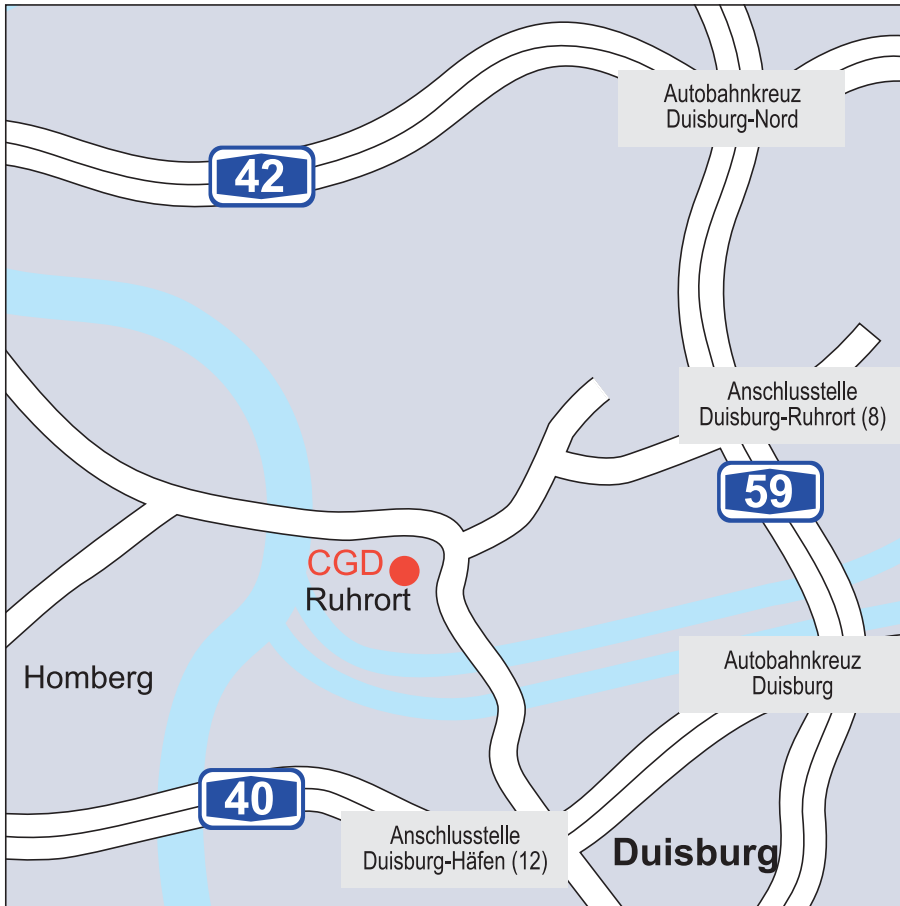 Autobahnkreuz
Duisburg-Nord
42
Anschlusstelle
Duisburg-Ruhrort (8)
59
CGD
Ruhrort
Homberg
Autobahnkreuz
Duisburg
40
Anschlusstelle
Duisburg-Häfen (12)
Duisburg